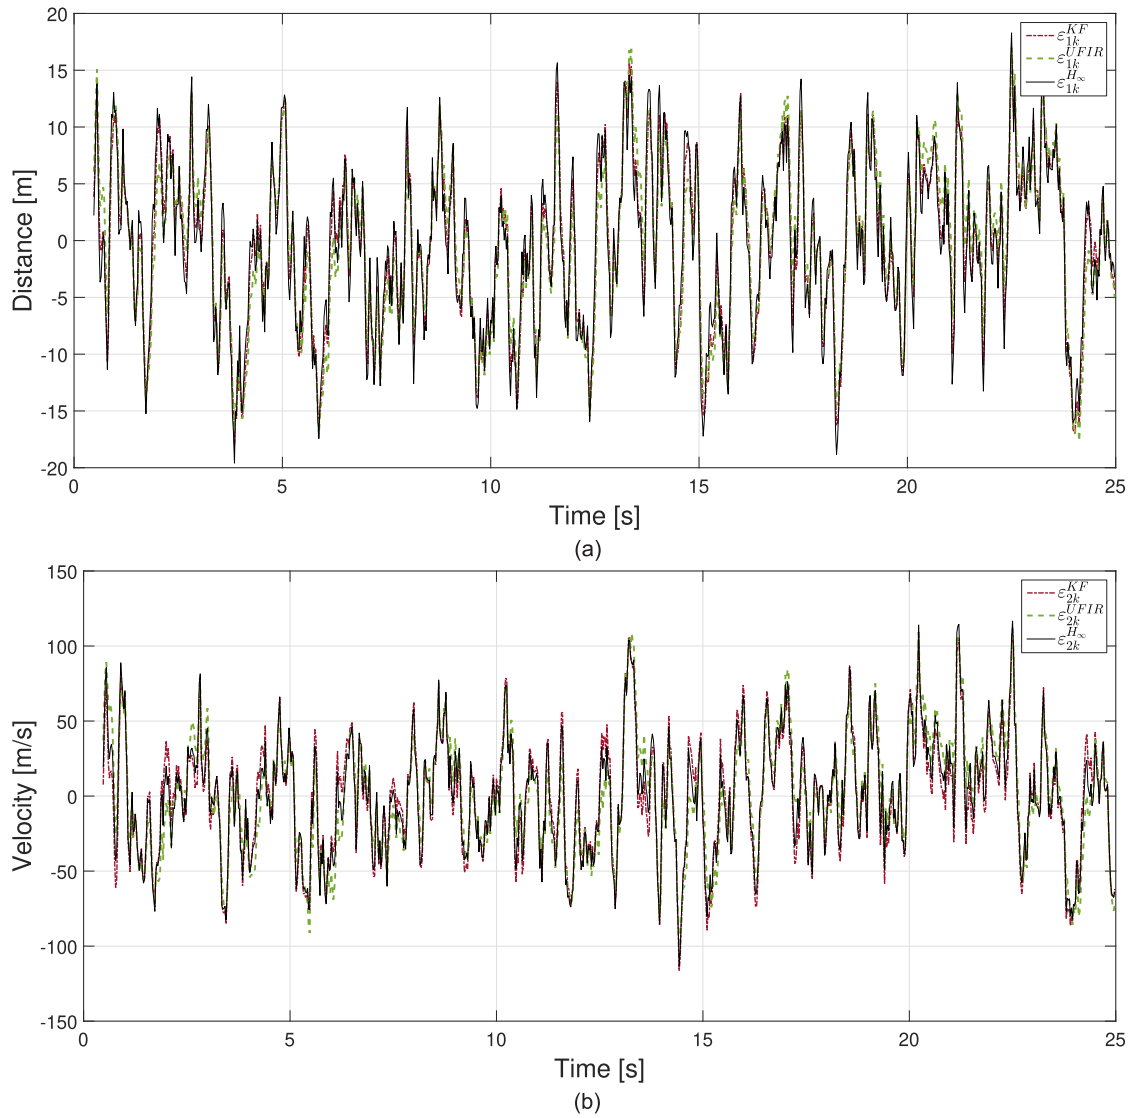 20
15
10
5
0
-5
-10
-15
-20
Distance [m]
ε_{1k}^{KF}
ε_{1k}^{UFIR}
ε_{1k}^{H_∞}
0 5 10 15 20 25
Time [s]
(a)
150
100
50
0
-50
-100
-150
Velocity [m/s]
ε_{2k}^{KF}
ε_{2k}^{UFIR}
ε_{2k}^{H_∞}
0 5 10 15 20 25
Time [s]
(b)